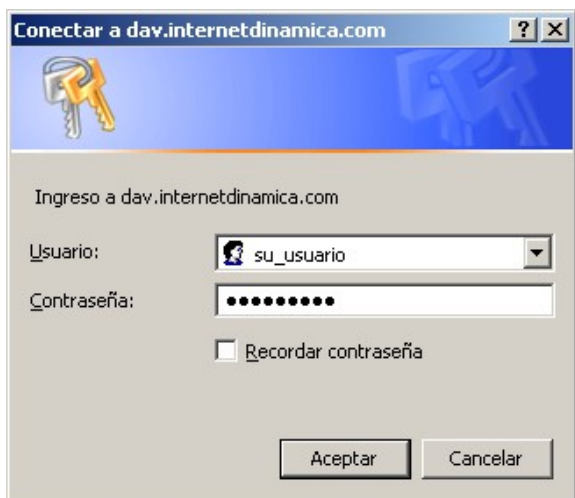 Conectar a dav.internetdinamica.com
Ingreso a dav.internetdinamica.com
Usuario: su_usuario
Contraseña: •••••••••
Recordar contraseña
Aceptar Cancelar